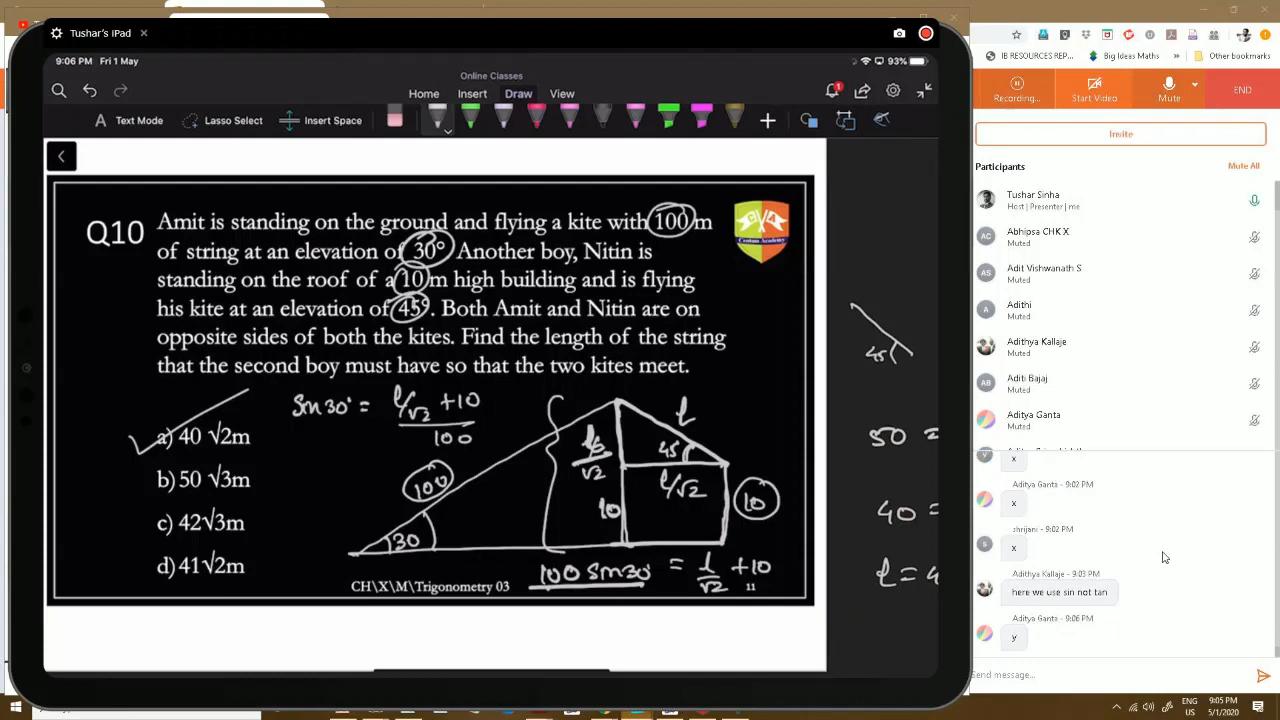 Tushar's iPad
9:06 PM Fri 1 May
93%
Online Classes
Home Insert Draw View
Text Mode Lasso Select Insert Space
Q10 Amit is standing on the ground and flying a kite with 100 m
of string at an elevation of 30° Another boy, Nitin is
standing on the roof of a 10 m high building and is flying
his kite at an elevation of 45°. Both Amit and Nitin are on
opposite sides of both the kites. Find the length of the string
that the second boy must have so that the two kites meet.
a) 40 √2m
b) 50 √3m
c) 42√3m
d) 41√2m
Sin 30° = l/√2 + 10
100
100
30
l
45
l/√2
√2
10
10
100 Sin 30 = l/√2 + 10
CH\X\M\Trigonometry 03
11
Centum Academy
45
50 =
40 =
l = 4
IB RESOURCES REP...
Big Ideas Maths
Other bookmarks
Recording...
Start Video
Mute
END
Invite
Participants
Mute All
Tushar Sinha
Host | Presenter | me
AC Abhipsa CHK X
Muted
AS Adit Vishwanath S
Muted
A Adithi
Muted
Adithya Kallaje
Muted
AB Aditi Bajaj
Muted
Aditya Ganta
Muted
V
x
Aditya Ganta - 9:02 PM
x
shrijani - 9:02 PM
S x
Adithya Kallaje - 9:03 PM
here we use sin not tan
Aditya Ganta - 9:06 PM
y
Send message...
ENG
US
9:05 PM
5/1/2020